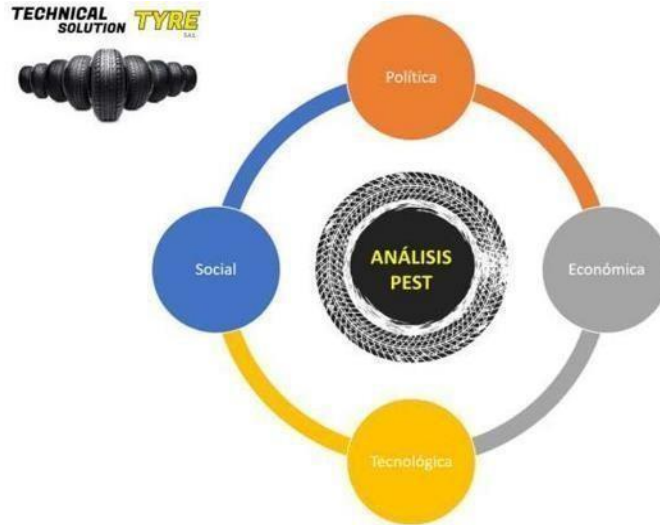 TECHNICAL
SOLUTION
TYRE
S.A.L.
Política
Social
ANÁLISIS
PEST
Económica
Tecnológica